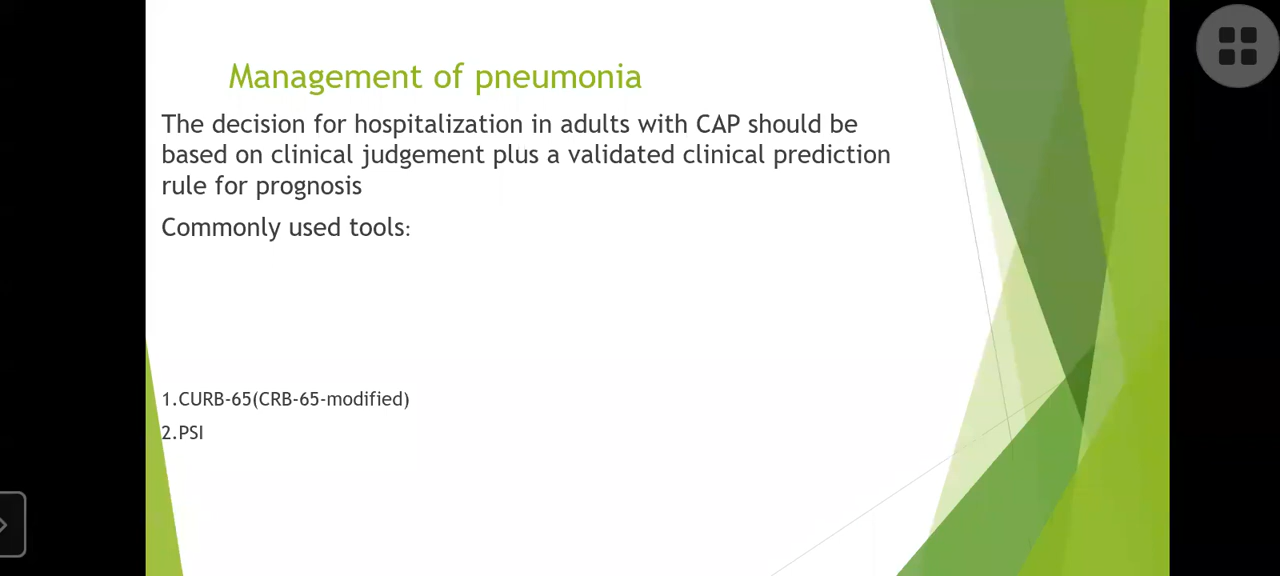 Management of pneumonia
The decision for hospitalization in adults with CAP should be
based on clinical judgement plus a validated clinical prediction
rule for prognosis
Commonly used tools:
1.CURB-65(CRB-65-modified)
2.PSI